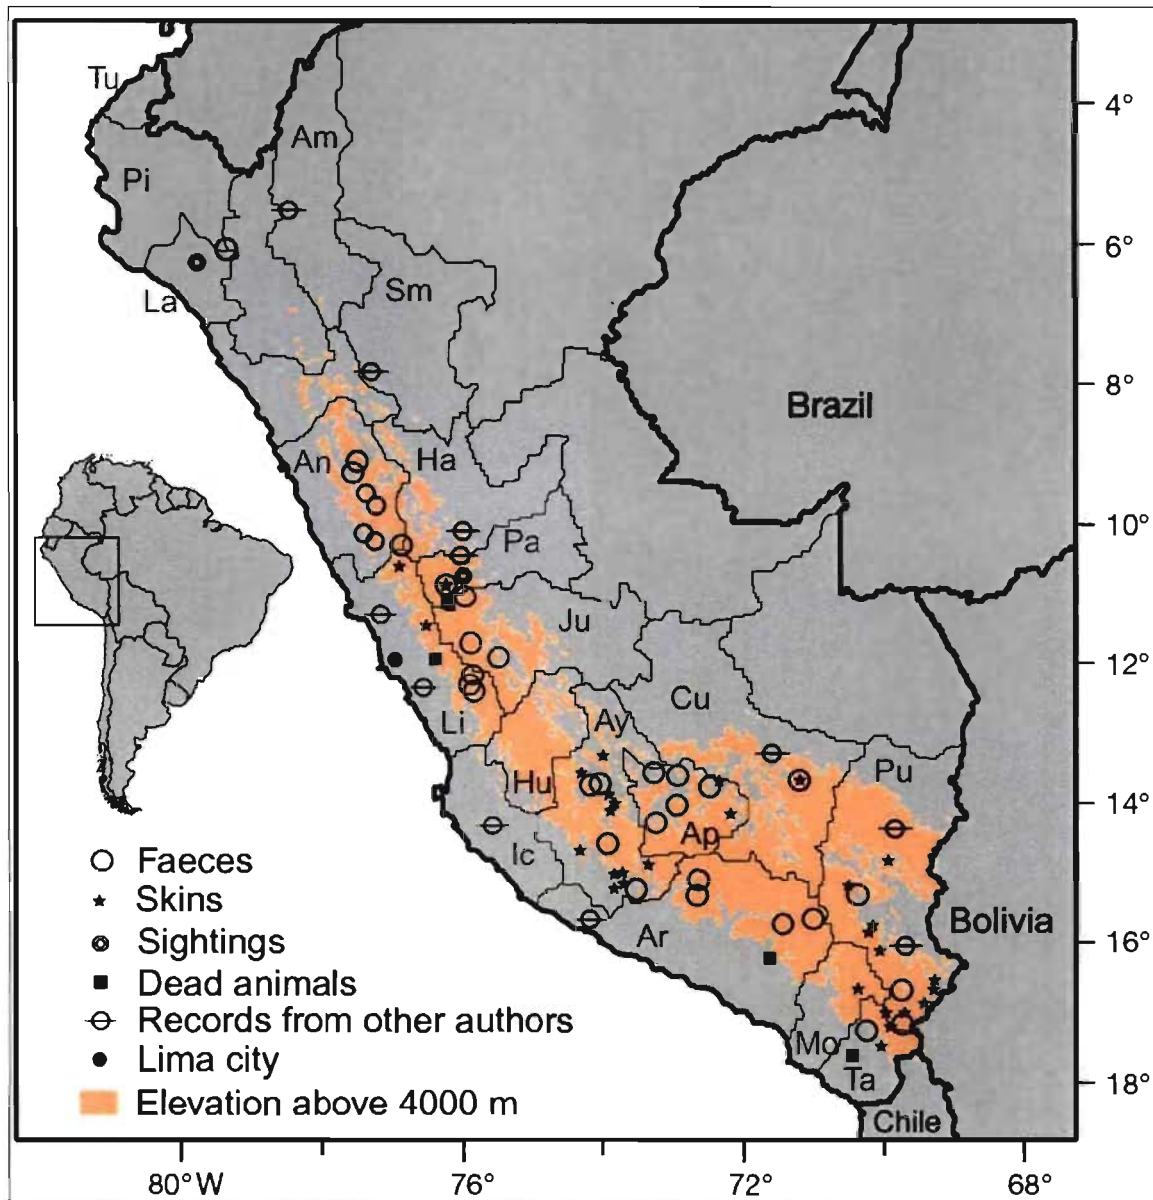 Tu
Am
4°
Pi
6°
La
Sm
8°
Brazil
An
Ha
10°
Pa
Ju
12°
Cu
Li
Ay
Pu
Hu
14°
Ap
Ic
Faeces
Skins
Bolivia
Ar
16°
Sightings
Dead animals
Records from other authors
Mo
Lima city
Ta
18°
Elevation above 4000 m
Chile
80°W
76°
72°
68°